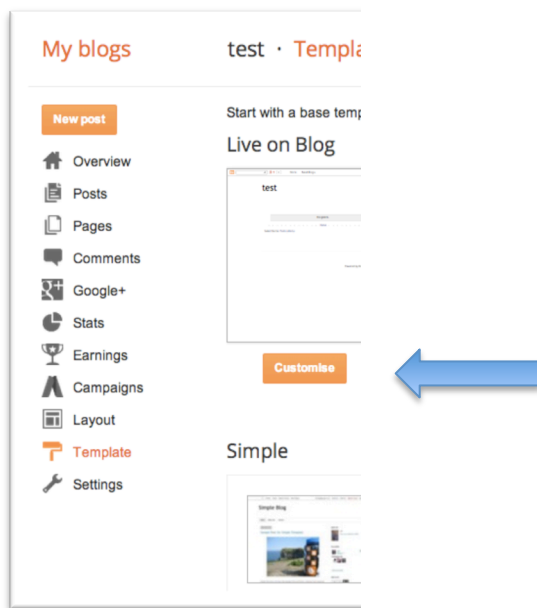 My blogs
test · Templa
New post
Start with a base temp
Live on Blog
Overview
Posts
Pages
Comments
Google+
Stats
Earnings
Campaigns
Layout
Template
Settings
test
Customise
Simple
Simple Blog